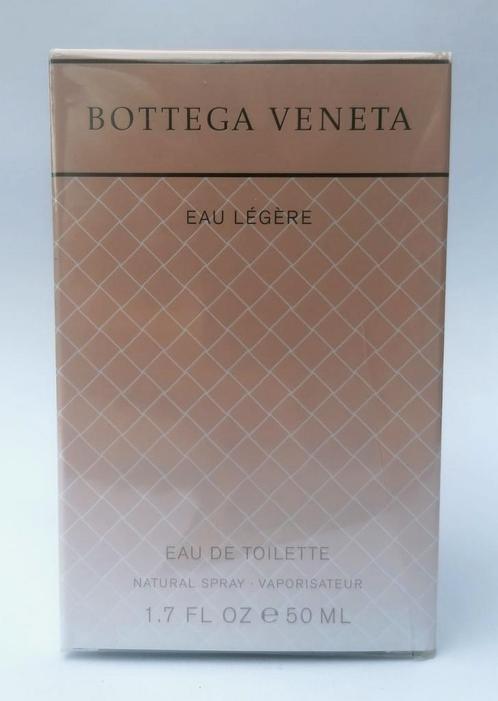 BOTTEGA VENETA
EAU LÉGÈRE
EAU DE TOILETTE
NATURAL SPRAY · VAPORISATEUR
1.7 FL OZ ℮ 50 ML